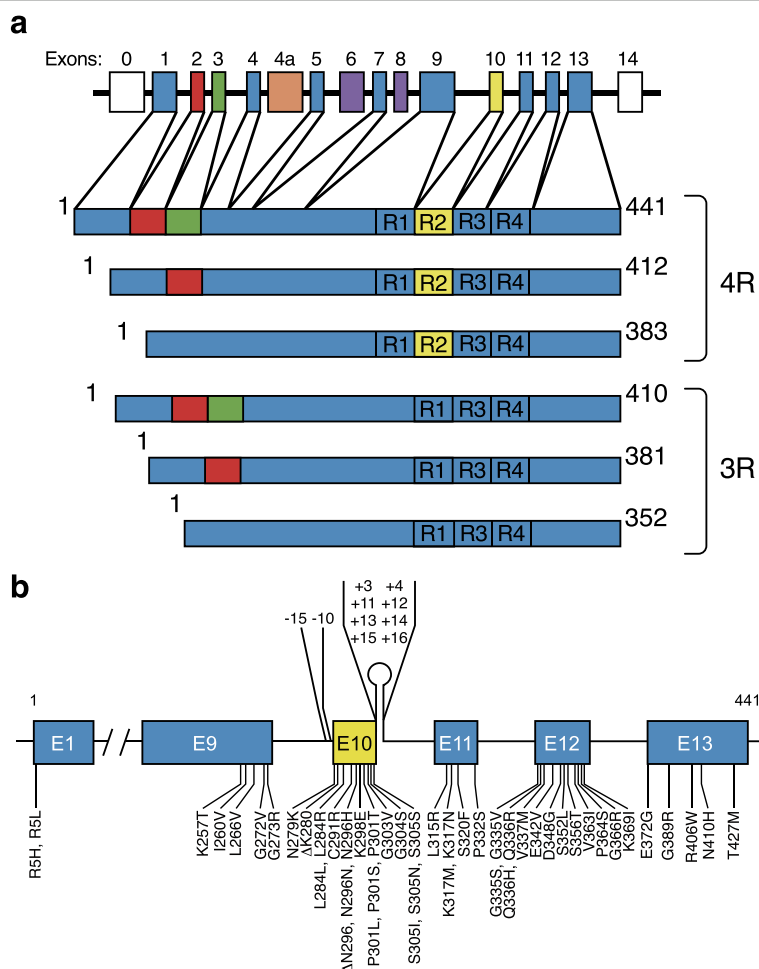 a
Exons: 0 1 2 3 4 4a 5 6 7 8 9 10 11 12 13 14
1 R1 R2 R3 R4 441
1 R1 R2 R3 R4 412
1 R1 R2 R3 R4 383
4R
1 R1 R3 R4 410
1 R1 R3 R4 381
1 R1 R3 R4 352
3R
b
+3 +4
+11 +12
+13 +14
+15 +16
-15 -10
1 441
E1 E9 E10 E11 E12 E13
R5H, R5L
K257T
I260V
L266V
G272V
G273R
N279K
ΔK280
L284L, L284R
C291R
ΔN296, N296N, N296H
K298E
P301L, P301S, P301T
G303V
G304S
S305I, S305N, S305S
L315R
K317M, K317N
S320F
P332S
G335S, G335V
Q336H, Q336R
V337M
E342V
D348G
S352L
S356T
V363I
P364S
G366R
K369I
E372G
G389R
R406W
N410H
T427M